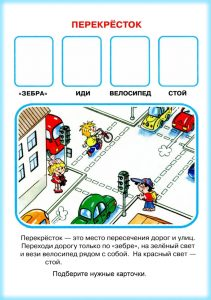 ПЕРЕКРЁСТОК
«ЗЕБРА» ИДИ ВЕЛОСИПЕД СТОЙ
Перекрёсток — это место пересечения дорог и улиц.
Переходи дорогу только по «зебре», на зелёный свет
и вези велосипед рядом с собой. На красный свет —
стой.
Подберите нужные карточки.